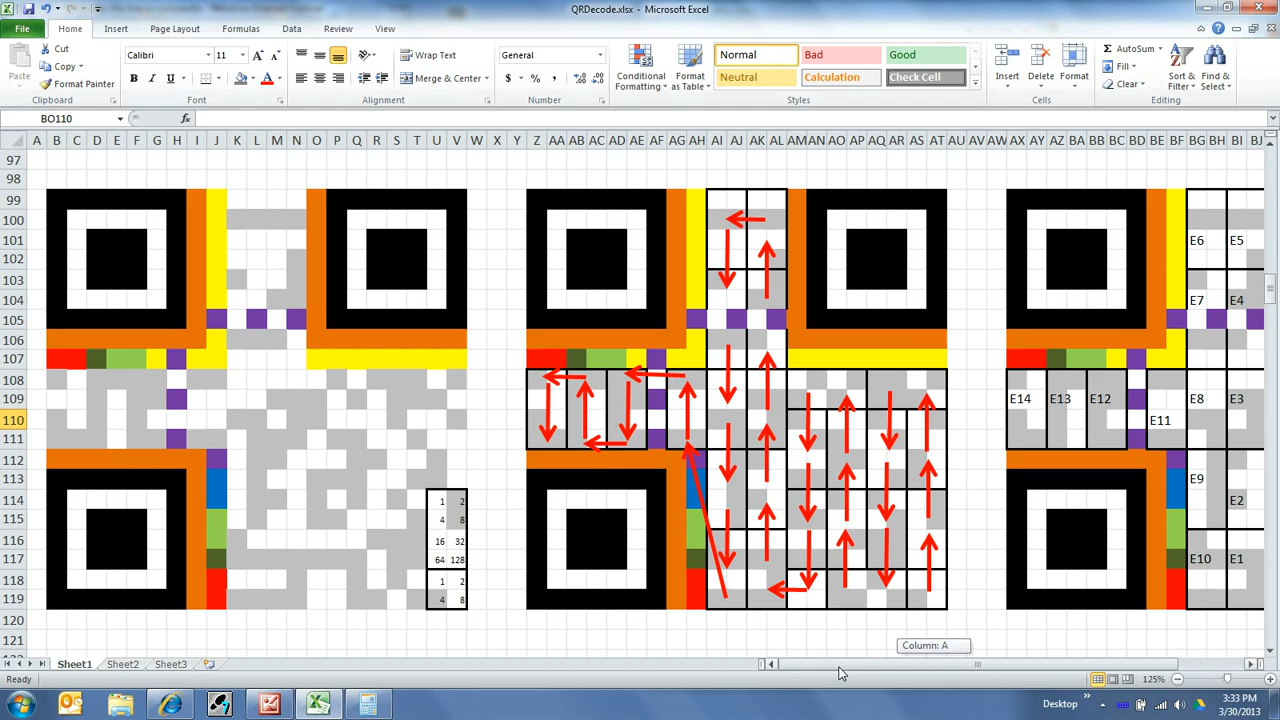 QRDecode.xlsx - Microsoft Excel
File Home Insert Page Layout Formulas Data Review View
Paste
Cut
Copy
Format Painter
Clipboard
Calibri 11
B I U
Font
Wrap Text
Merge & Center
Alignment
General
$ % ,
Number
Conditional Formatting
Format as Table
Normal Bad Good
Neutral Calculation Check Cell
Styles
Insert Delete Format
Cells
AutoSum
Fill
Clear
Sort & Filter
Find & Select
Editing
BO110 fx
A B C D E F G H I J K L M N O P Q R S T U V W X Y Z AA AB AC AD AE AF AG AH AI AJ AK AL AM AN AO AP AQ AR AS AT AU AV AW AX AY AZ BA BB BC BD BE BF BG BH BI BJ
97
98
99
100
101 E6 E5
102
103
104 E7 E4
105
106
107
108
109 E14 E13 E12 E8 E3
110 E11
111
112
113 E9
114 1 2 E2
115 4 8
116 16 32
117 64 128 E10 E1
118 1 2
119 4 8
120
121
Column: A
Sheet1 Sheet2 Sheet3
Ready 125%
Desktop
3:33 PM
3/30/2013